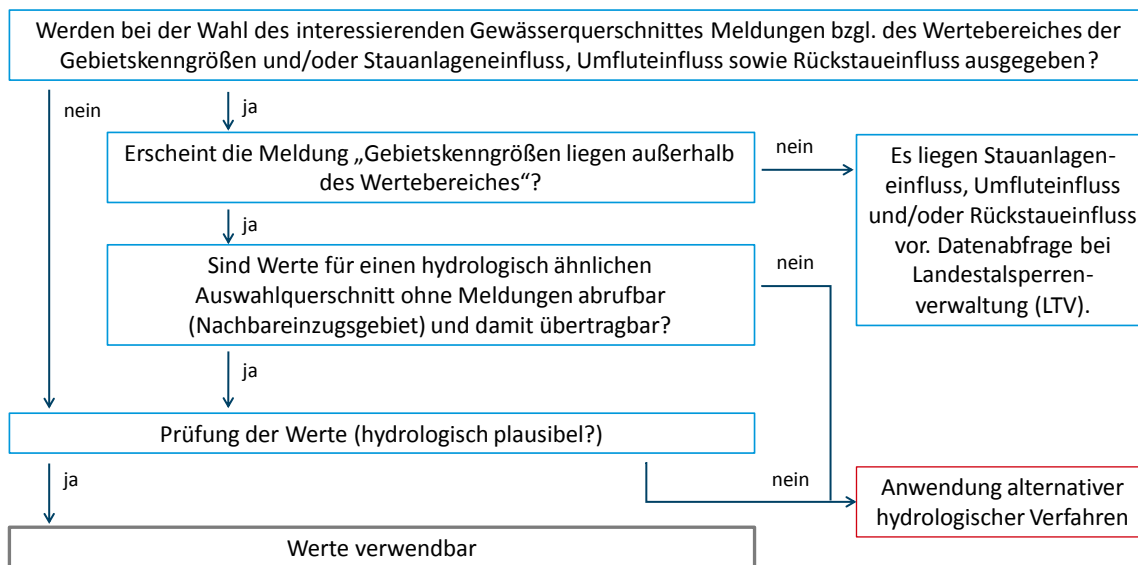 Werden bei der Wahl des interessierenden Gewässerquerschnittes Meldungen bzgl. des Wertebereiches der
Gebietskenngrößen und/oder Stauanlageneinfluss, Umfluteinfluss sowie Rückstaueinfluss ausgegeben?
nein
ja
Erscheint die Meldung „Gebietskenngrößen liegen außerhalb
des Wertebereiches“?
nein
Es liegen Stauanlagen-
einfluss, Umfluteinfluss
und/oder Rückstaueinfluss
vor. Datenabfrage bei
Landestalsperren-
verwaltung (LTV).
ja
Sind Werte für einen hydrologisch ähnlichen
Auswahlquerschnitt ohne Meldungen abrufbar
(Nachbareinzugsgebiet) und damit übertragbar?
nein
ja
Prüfung der Werte (hydrologisch plausibel?)
ja
nein
Anwendung alternativer
hydrologischer Verfahren
Werte verwendbar